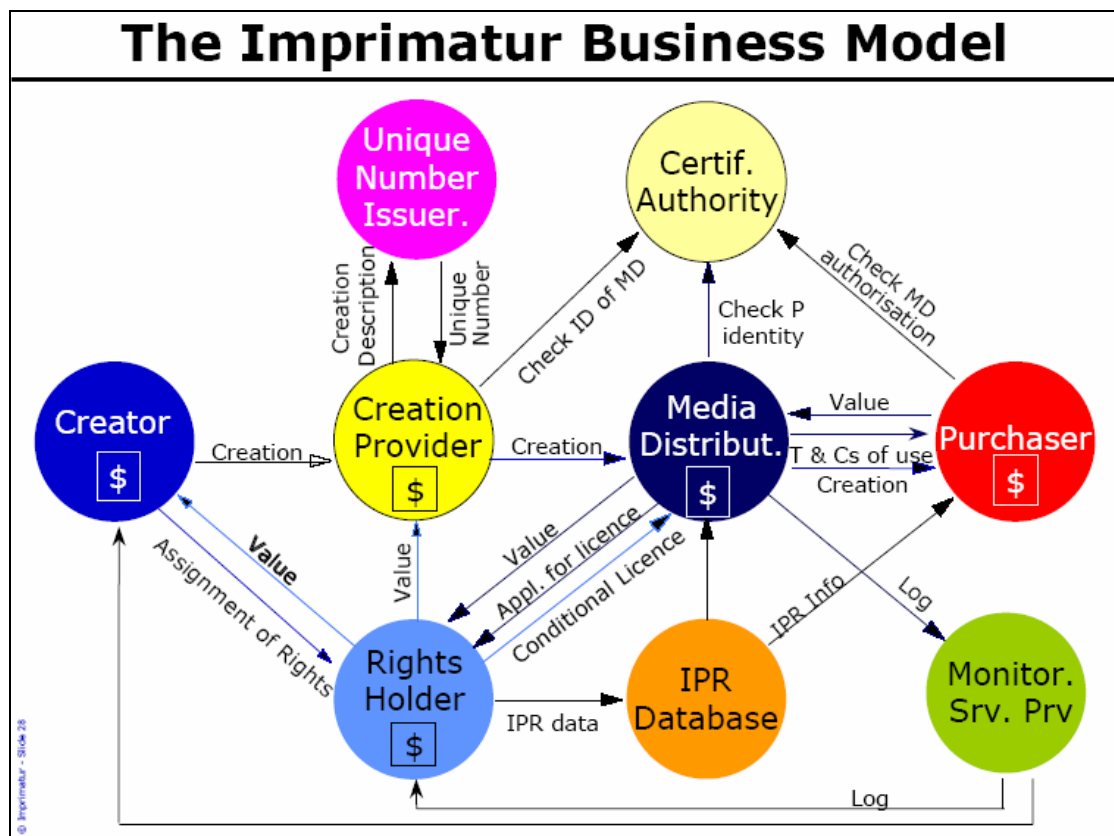 The Imprimatur Business Model
Unique
Number
Issuer.
Certif.
Authority
Creation
Description
Unique
Number
Check ID of MD
Check P
identity
Check MD
authorisation
Creator
$
Creation
Creation
Provider
$
Creation
Media
Distribut.
$
Value
T & Cs of use
Creation
Purchaser
$
Value
Assignment of Rights
Value
Value
Appl. for licence
Conditional Licence
IPR Info
Log
Rights
Holder
$
IPR data
IPR
Database
Monitor.
Srv. Prv
Log
© Imprimatur - Slide 28